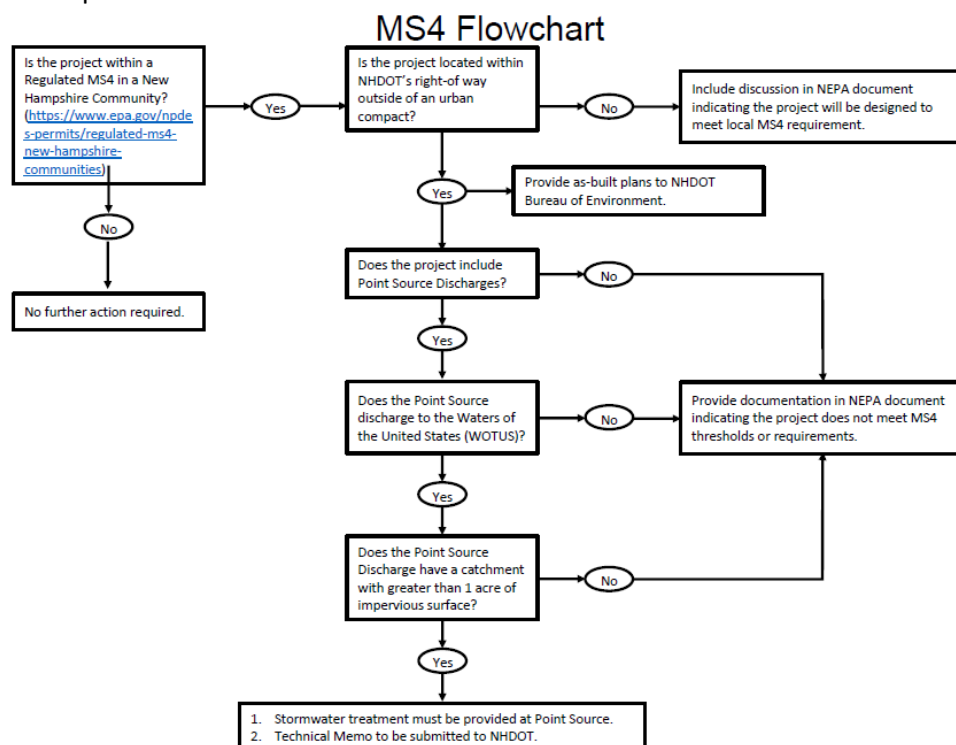 MS4 Flowchart
Is the project within a
Regulated MS4 in a New
Hampshire Community?
(https://www.epa.gov/npde
s-permits/regulated-ms4-
new-hampshire-
communities)
Yes
Is the project located within
NHDOT's right-of way
outside of an urban
compact?
No
Include discussion in NEPA document
indicating the project will be designed to
meet local MS4 requirement.
Yes
Provide as-built plans to NHDOT
Bureau of Environment.
No
No further action required.
Does the project include
Point Source Discharges?
No
Yes
Does the Point Source
discharge to the Waters of
the United States (WOTUS)?
No
Provide documentation in NEPA document
indicating the project does not meet MS4
thresholds or requirements.
Yes
Does the Point Source
Discharge have a catchment
with greater than 1 acre of
impervious surface?
No
Yes
1. Stormwater treatment must be provided at Point Source.
2. Technical Memo to be submitted to NHDOT.